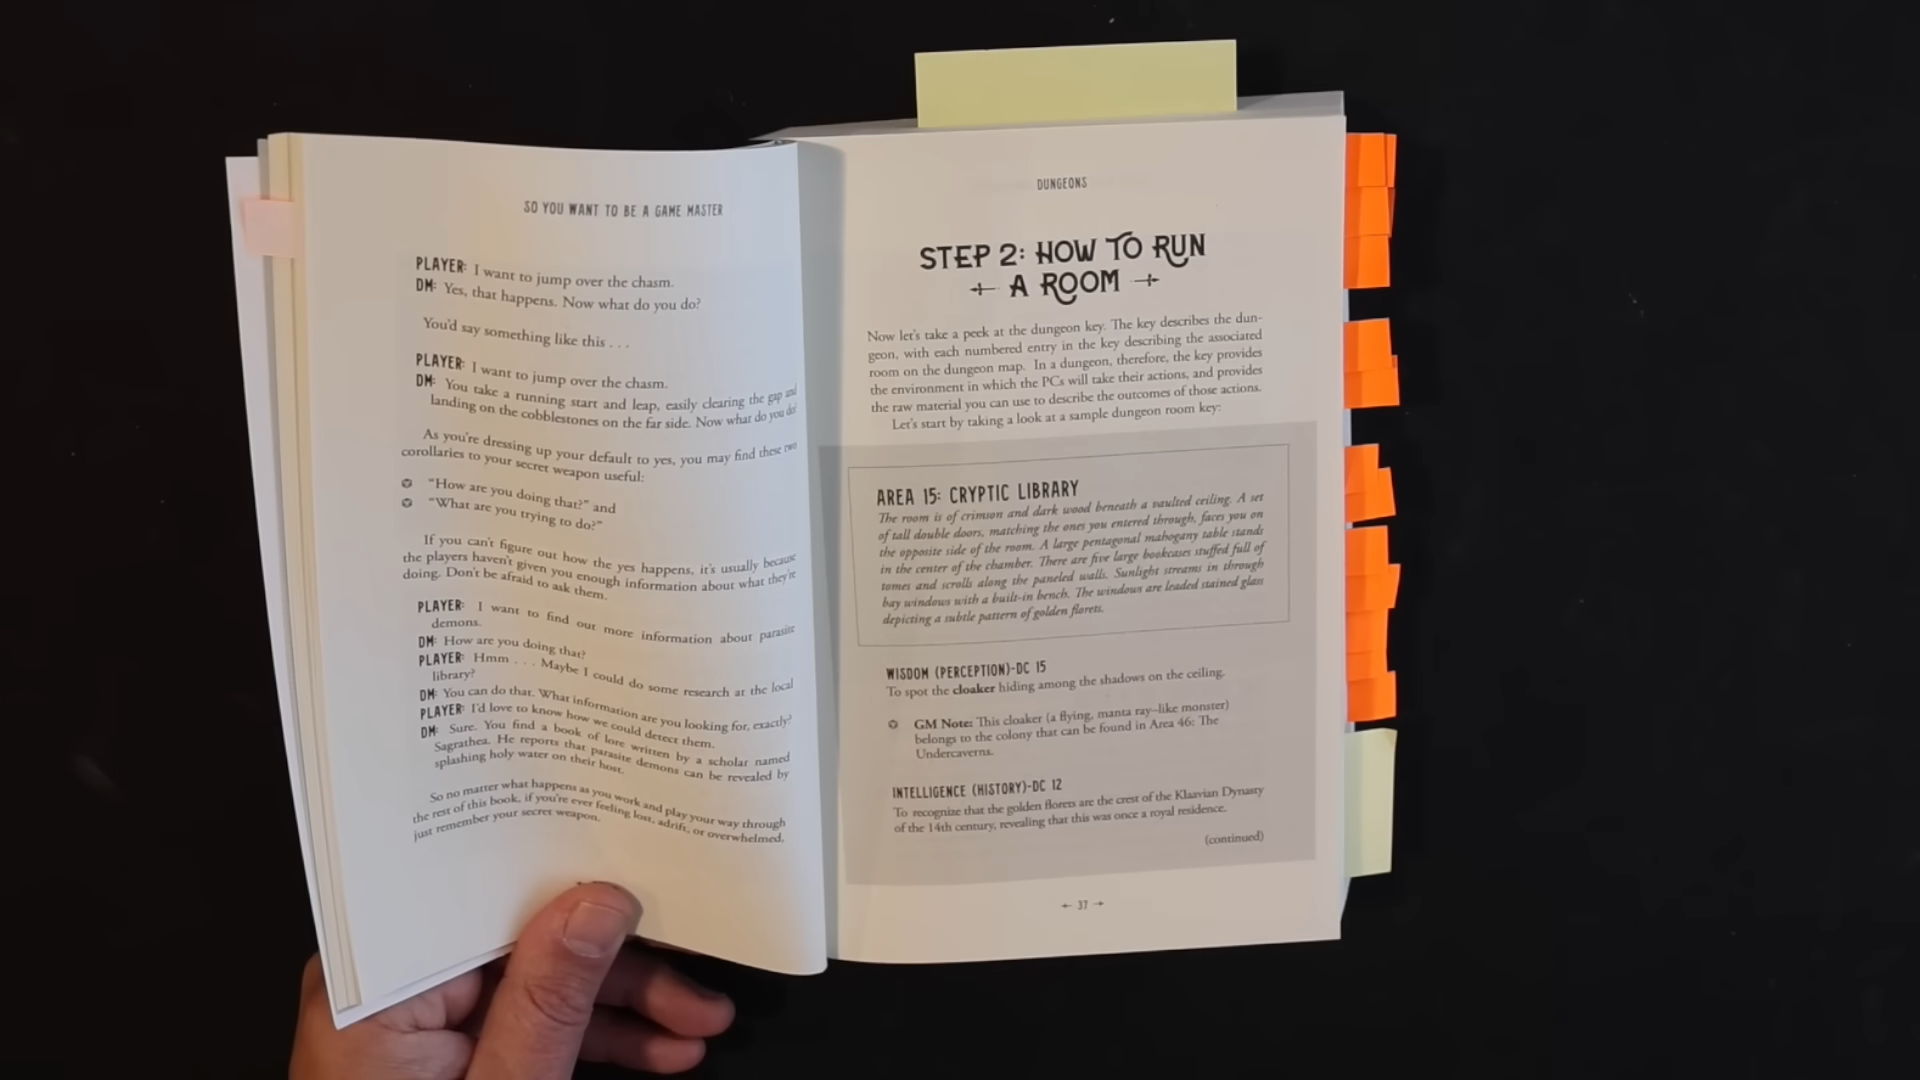 SO YOU WANT TO BE A GAME MASTER
PLAYER: I want to jump over the chasm.
DM: Yes, that happens. Now what do you do?
You'd say something like this . . .
PLAYER: I want to jump over the chasm.
DM: You take a running start and leap, easily clearing the gap and
landing on the cobblestones on the far side. Now what do you do?
As you're dressing up your default to yes, you may find these two
corollaries to your secret weapon useful:
"How are you doing that?" and
"What are you trying to do?"
If you can't figure out how the yes happens, it's usually because
the players haven't given you enough information about what they're
doing. Don't be afraid to ask them.
PLAYER: I want to find out more information about parasite
demons.
DM: How are you doing that?
PLAYER: Hmm . . . Maybe I could do some research at the local
library?
DM: You can do that. What information are you looking for, exactly?
PLAYER: I'd love to know how we could detect them.
DM: Sure. You find a book of lore written by a scholar named
Sagrathea. He reports that parasite demons can be revealed by
splashing holy water on their host.
So no matter what happens as you work and play your way through
the rest of this book, if you're ever feeling lost, adrift, or overwhelmed,
just remember your secret weapon.
DUNGEONS
STEP 2: HOW TO RUN
A ROOM
Now let's take a peek at the dungeon key. The key describes the dun-
geon, with each numbered entry in the key describing the associated
room on the dungeon map. In a dungeon, therefore, the key provides
the environment in which the PCs will take their actions, and provides
the raw material you can use to describe the outcomes of those actions.
Let's start by taking a look at a sample dungeon room key:
AREA 15: CRYPTIC LIBRARY
The room is of crimson and dark wood beneath a vaulted ceiling. A set
of tall double doors, matching the ones you entered through, faces you on
the opposite side of the room. A large pentagonal mahogany table stands
in the center of the chamber. There are five large bookcases stuffed full of
tomes and scrolls along the paneled walls. Sunlight streams in through
bay windows with a built-in bench. The windows are leaded stained glass
depicting a subtle pattern of golden florets.
WISDOM (PERCEPTION)-DC 15
To spot the cloaker hiding among the shadows on the ceiling.
GM Note: This cloaker (a flying, manta ray–like monster)
belongs to the colony that can be found in Area 46: The
Undercaverns.
INTELLIGENCE (HISTORY)-DC 12
To recognize that the golden florets are the crest of the Klaavian Dynasty
of the 14th century, revealing that this was once a royal residence.
(continued)
37